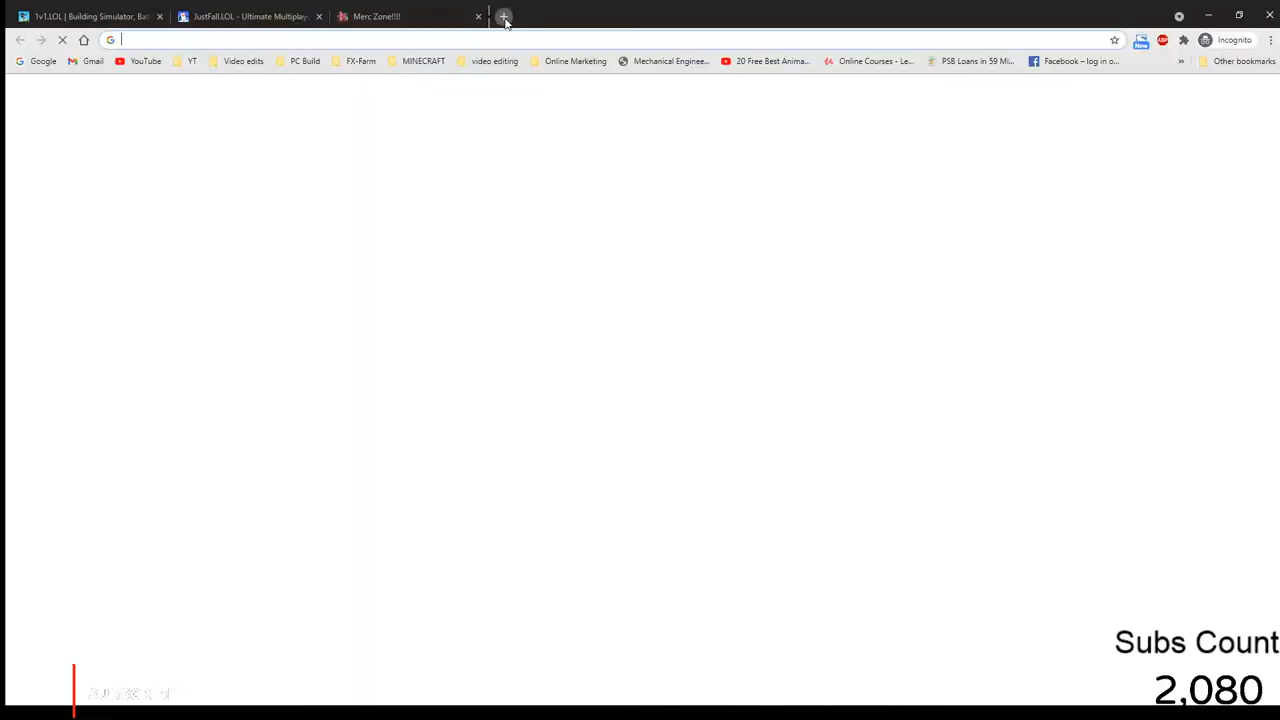 1v1.LOL | Building Simulator, Bat
JustFall.LOL - Ultimate Multiplay
Merc Zone!!!!
Incognito
New
ABP
Google
Gmail
YouTube
YT
Video edits
PC Build
FX-Farm
MINECRAFT
video editing
Online Marketing
Mechanical Enginee...
20 Free Best Anima...
Online Courses - Le...
PSB Loans in 59 Mi...
Facebook – log in o...
»
Other bookmarks
Subs Count
2,080